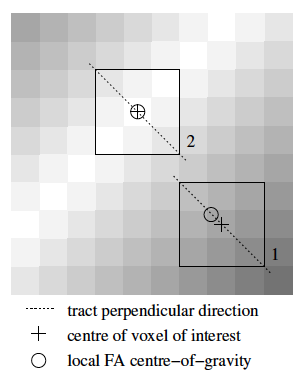 2
1
tract perpendicular direction
centre of voxel of interest
local FA centre−of−gravity